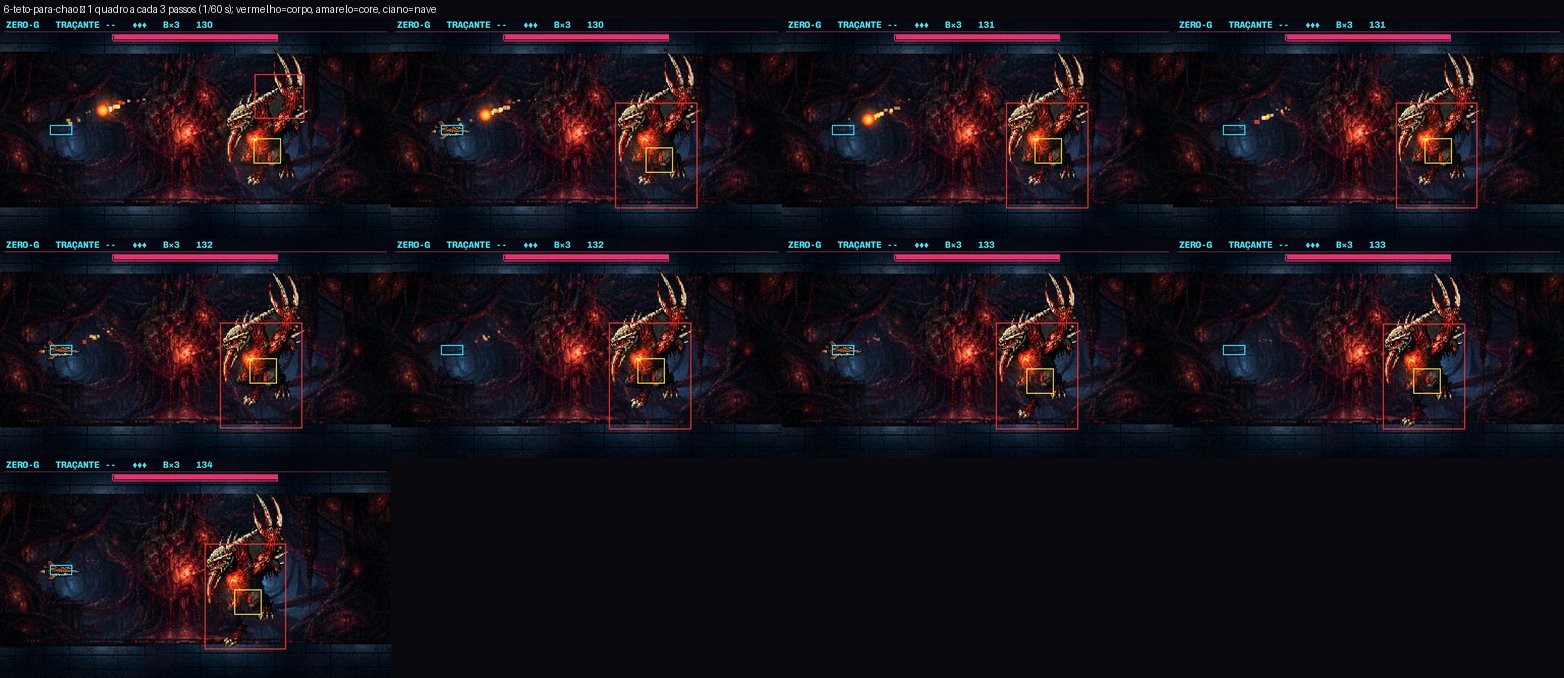 6-teto-para-chao 1 quadro a cada 3 passos (1/60 s); vermelho=corpo, amarelo=core, ciano=nave
ZERO-G TRAÇANTE -- ♦♦♦ B×3 130
ZERO-G TRAÇANTE -- ♦♦♦ B×3 130
ZERO-G TRAÇANTE -- ♦♦♦ B×3 131
ZERO-G TRAÇANTE -- ♦♦♦ B×3 131
ZERO-G TRAÇANTE -- ♦♦♦ B×3 132
ZERO-G TRAÇANTE -- ♦♦♦ B×3 132
ZERO-G TRAÇANTE -- ♦♦♦ B×3 133
ZERO-G TRAÇANTE -- ♦♦♦ B×3 133
ZERO-G TRAÇANTE -- ♦♦♦ B×3 134